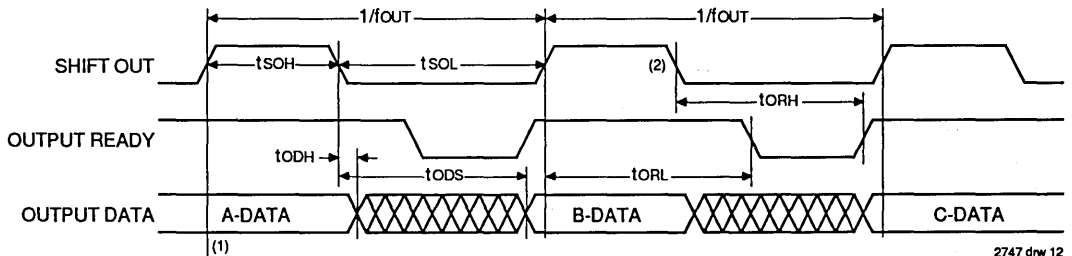 1/fOUT 1/fOUT
SHIFT OUT tSOH tSOL (2)
tORH
OUTPUT READY
tODH tODS tORL
OUTPUT DATA A-DATA B-DATA C-DATA
(1)
2747 drw 12